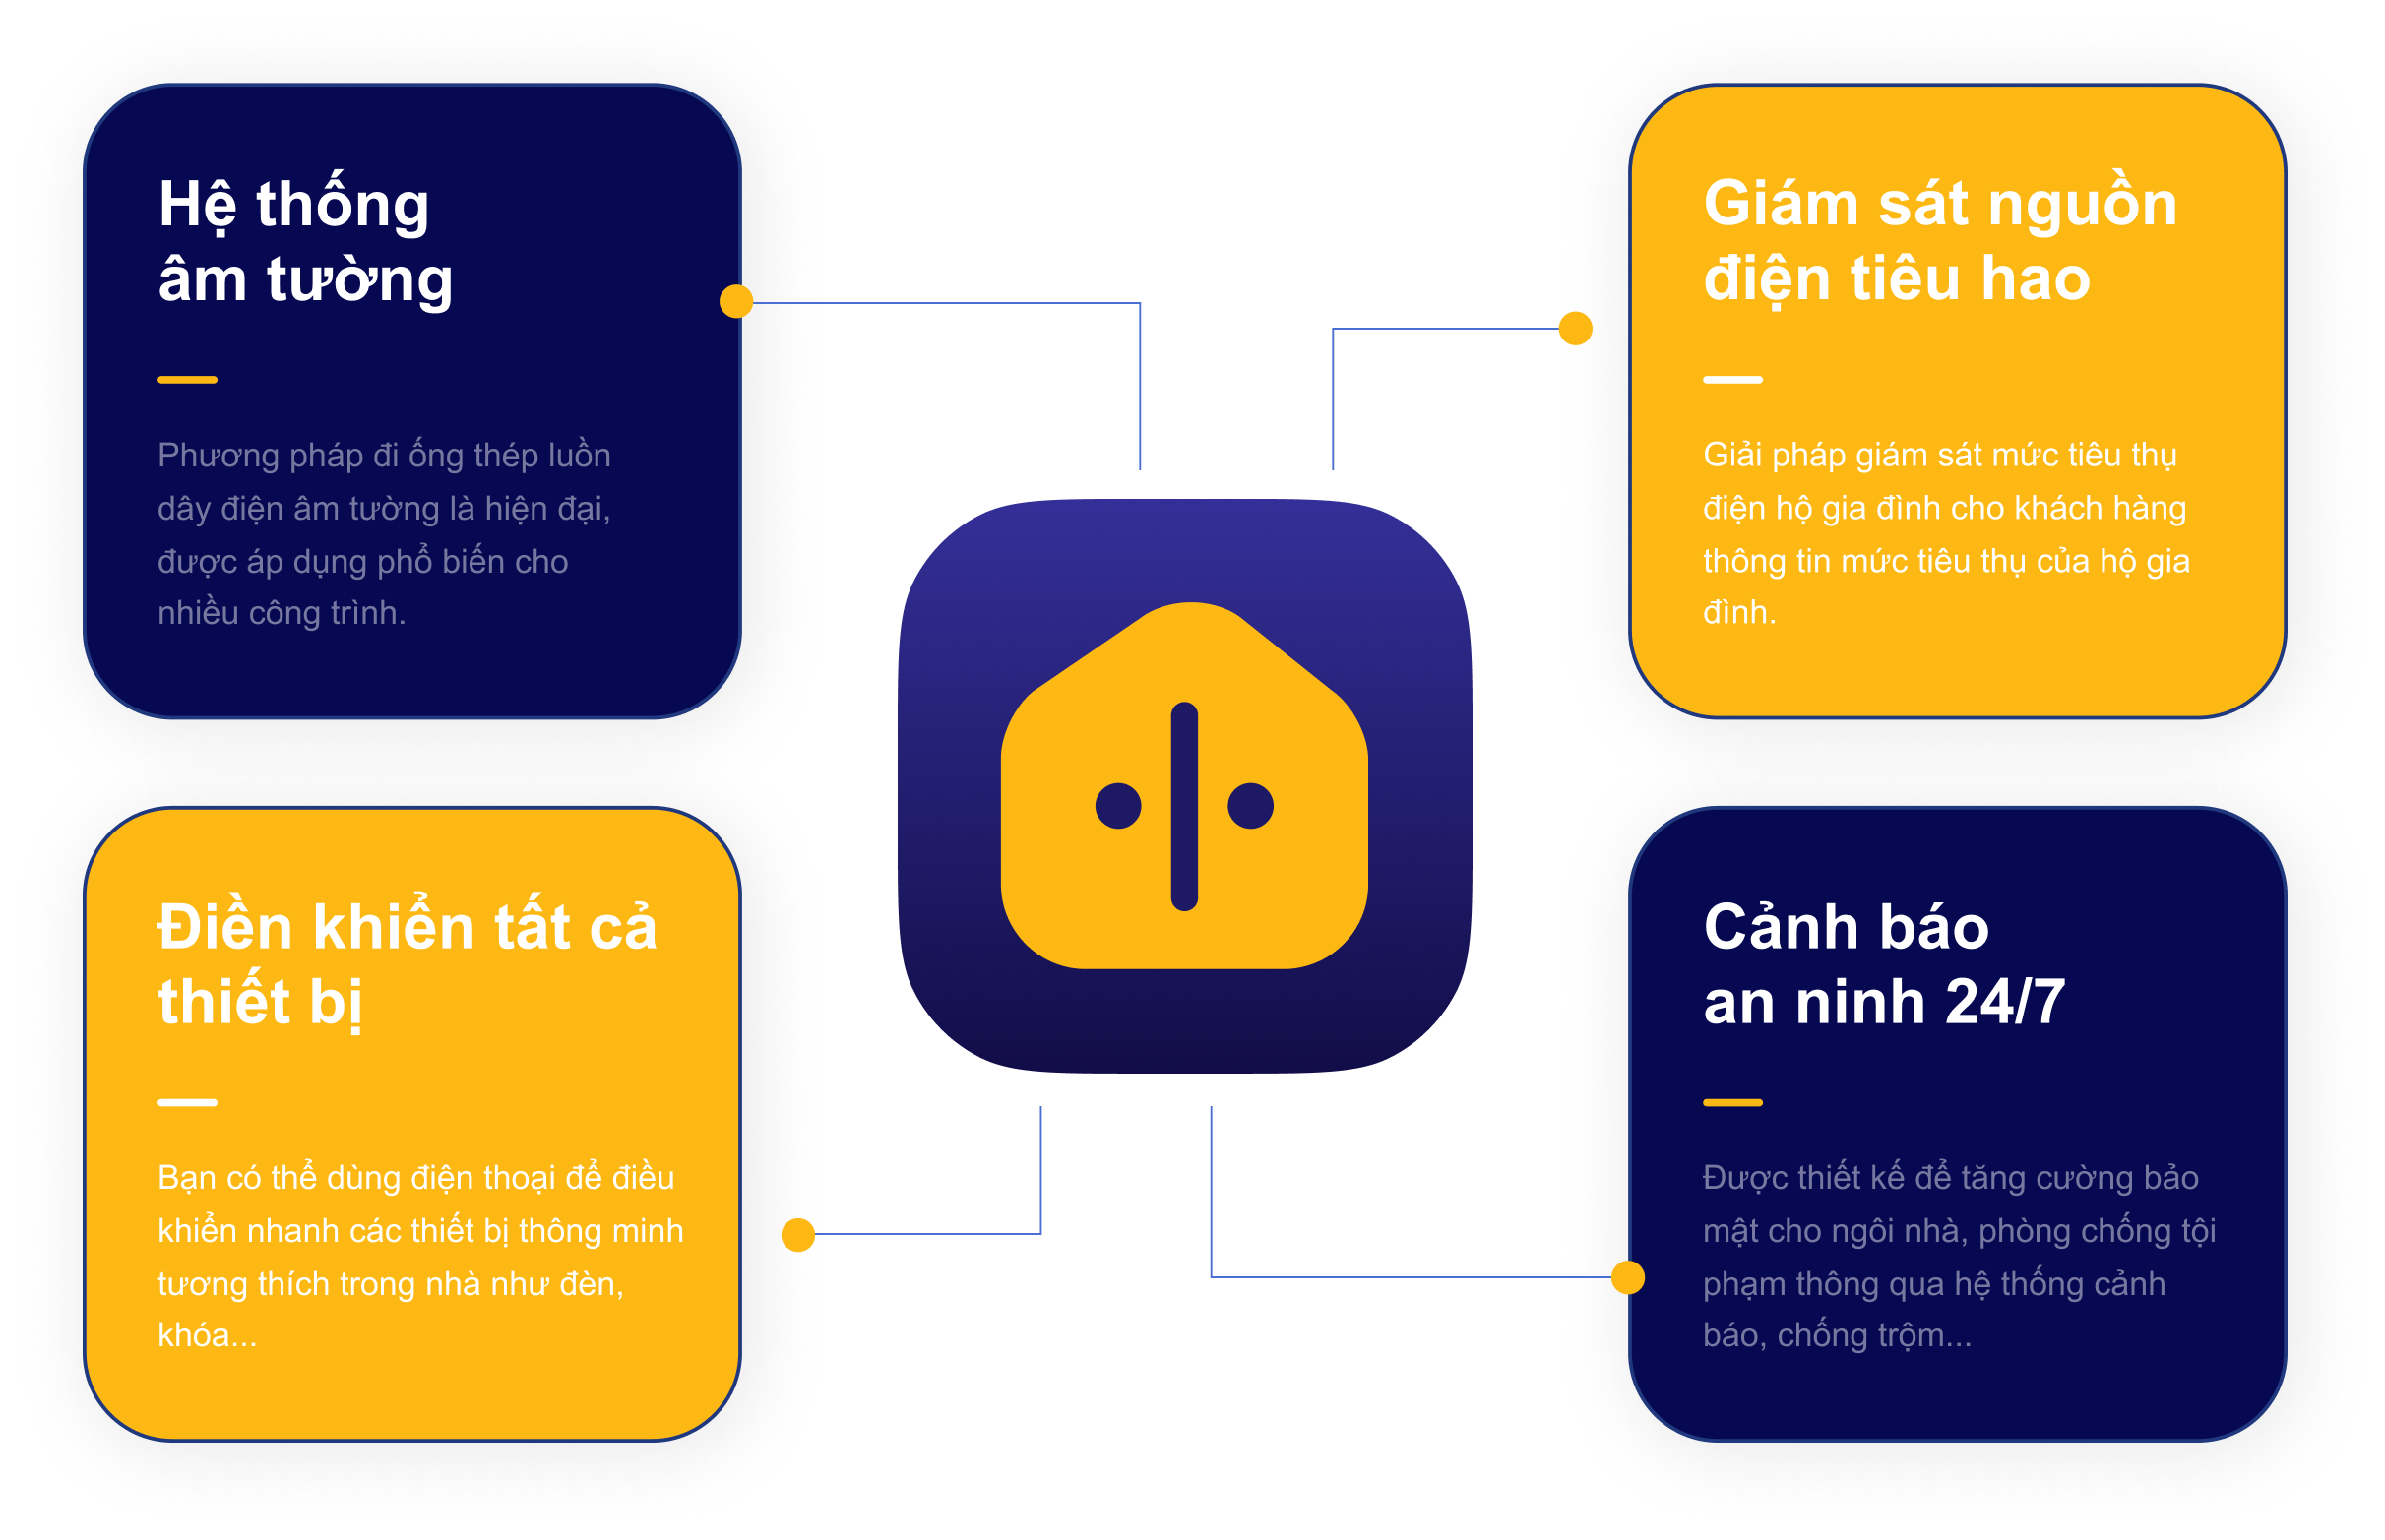 Hệ thống
âm tường
Phương pháp đi ống thép luồn
dây điện âm tường là hiện đại,
được áp dụng phổ biến cho
nhiều công trình.
Giám sát nguồn
điện tiêu hao
Giải pháp giám sát mức tiêu thụ
điện hộ gia đình cho khách hàng
thông tin mức tiêu thụ của hộ gia
đình.
Điền khiển tất cả
thiết bị
Bạn có thể dùng điện thoại để điều
khiển nhanh các thiết bị thông minh
tương thích trong nhà như đèn,
khóa...
Cảnh báo
an ninh 24/7
Được thiết kế để tăng cường bảo
mật cho ngôi nhà, phòng chống tội
phạm thông qua hệ thống cảnh
báo, chống trộm...